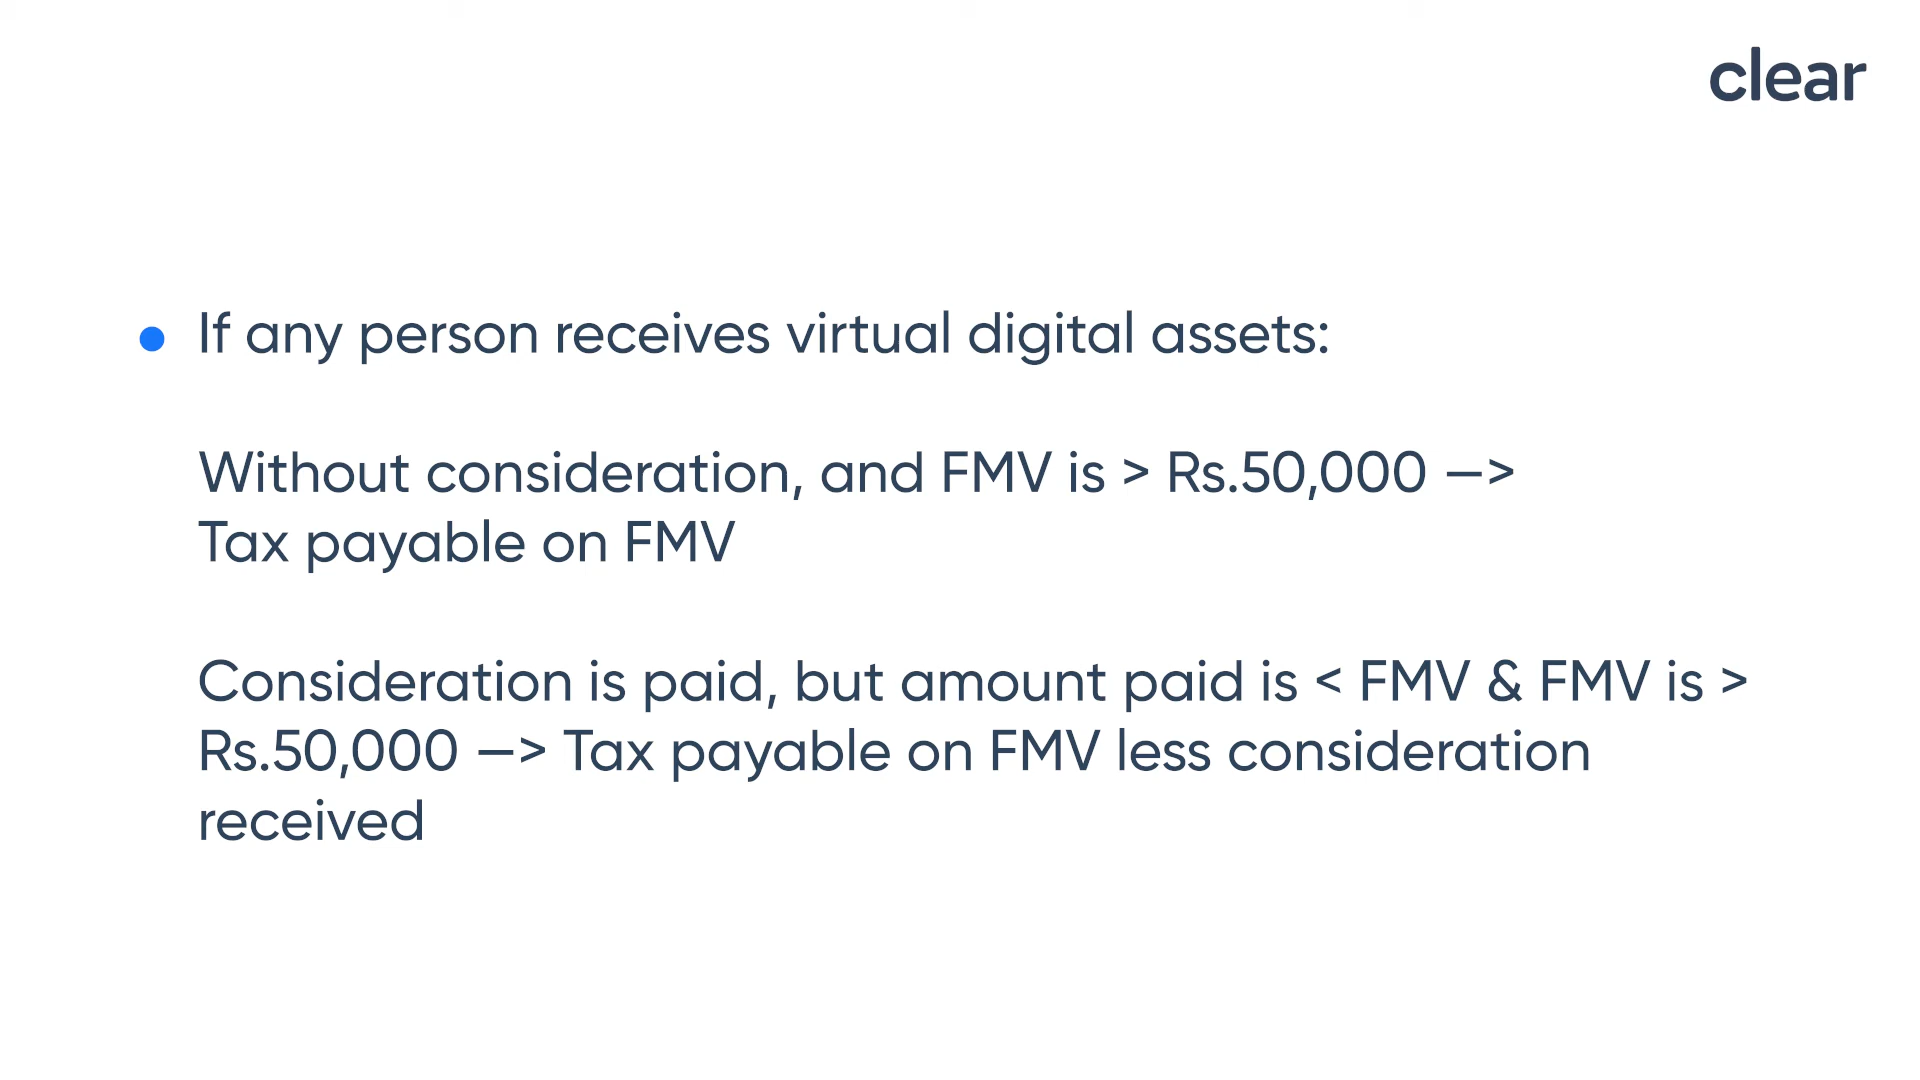 clear
If any person receives virtual digital assets:
Without consideration, and FMV is > Rs.50,000 —>
Tax payable on FMV
Consideration is paid, but amount paid is < FMV & FMV is >
Rs.50,000 —> Tax payable on FMV less consideration
received